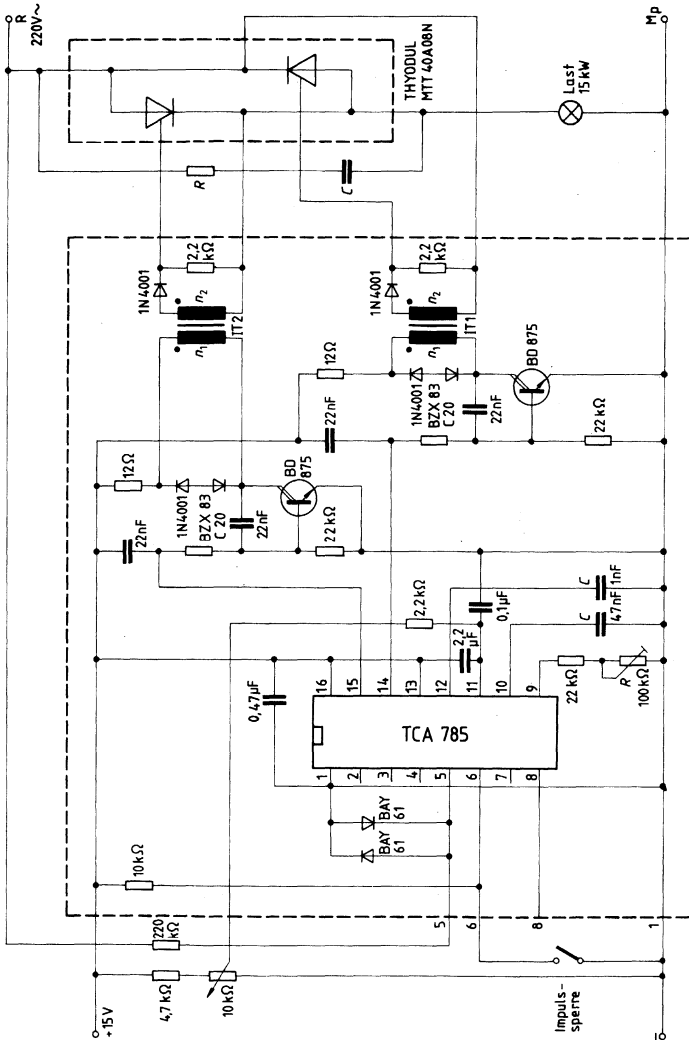 R
220V~
Mp
THYODUL
MTT 40A08N
Last
15 kW
R
C
1N4001
2,2
kΩ
n₁
n₂
IT2
1N4001
2,2
kΩ
n₁
n₂
IT1
12Ω
22nF
1N4001
BZX 83
C 20
22nF
BD
875
22kΩ
12Ω
22nF
1N4001
BZX 83
C 20
22nF
BD 875
22kΩ
2,2kΩ
0,47µF
2,2
µF
0,1µF
C
47nF
C
1nF
22kΩ
R
100kΩ
TCA 785
16
15
14
13
12
11
10
9
1
2
3
4
5
6
7
8
BAY
61
BAY
61
10kΩ
220
kΩ
4,7kΩ
10kΩ
5
6
8
1
+15V
Impuls-
sperre